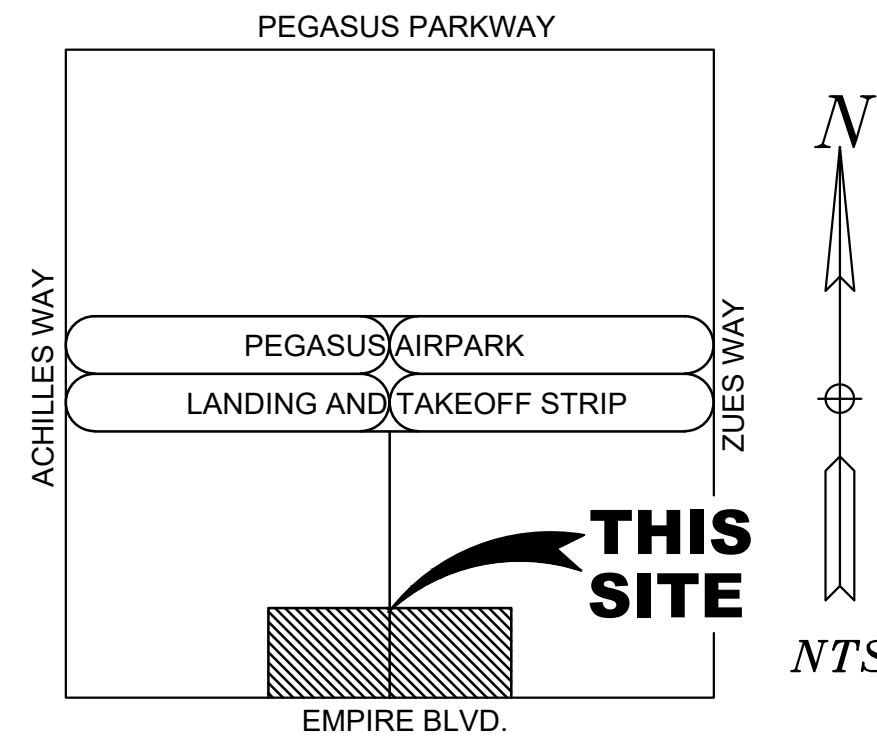 PEGASUS PARKWAY
N
ACHILLES WAY
PEGASUS AIRPARK
LANDING AND TAKEOFF STRIP
ZUES WAY
THIS
SITE
NTS
EMPIRE BLVD.